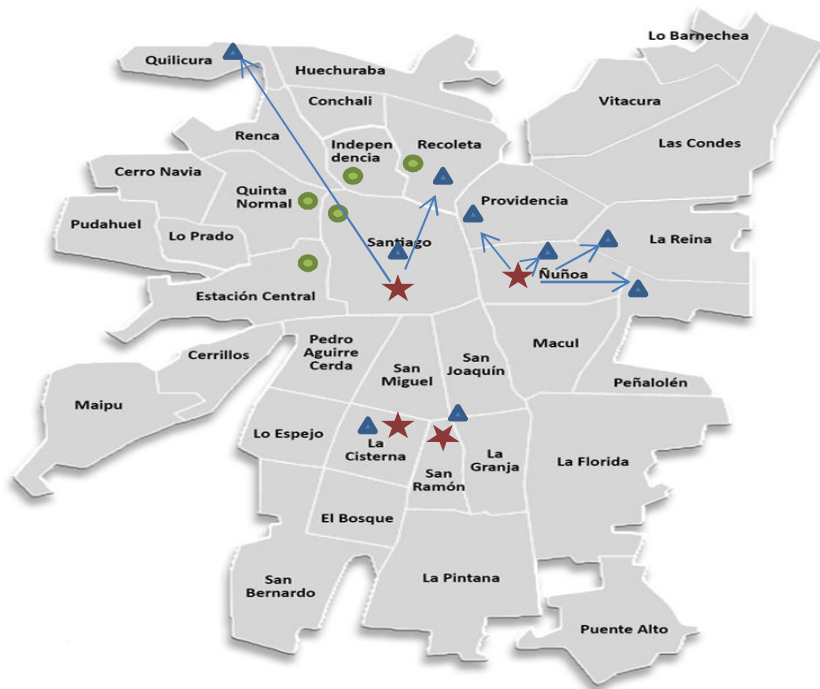 Lo Barnechea
Quilicura
Huechuraba
Conchali
Vitacura
Renca
Indepen
dencia
Recoleta
Las Condes
Cerro Navia
Quinta
Normal
Providencia
Pudahuel
Lo Prado
Santiago
La Reina
Ñuñoa
Estación Central
Pedro
Aguirre
Cerda
Macul
Cerrillos
San
Miguel
San
Joaquín
Peñalolén
Maipu
Lo Espejo
La
Cisterna
La
Granja
La Florida
San
Ramón
El Bosque
San
Bernardo
La Pintana
Puente Alto